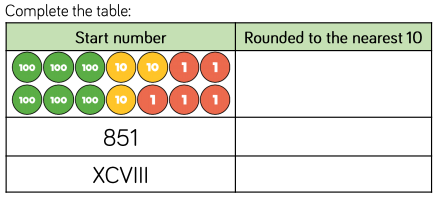 Complete the table:
Start number Rounded to the nearest 10
100 100 100 10 10 1 1
100 100 100 10 1 1 1
851
XCVIII